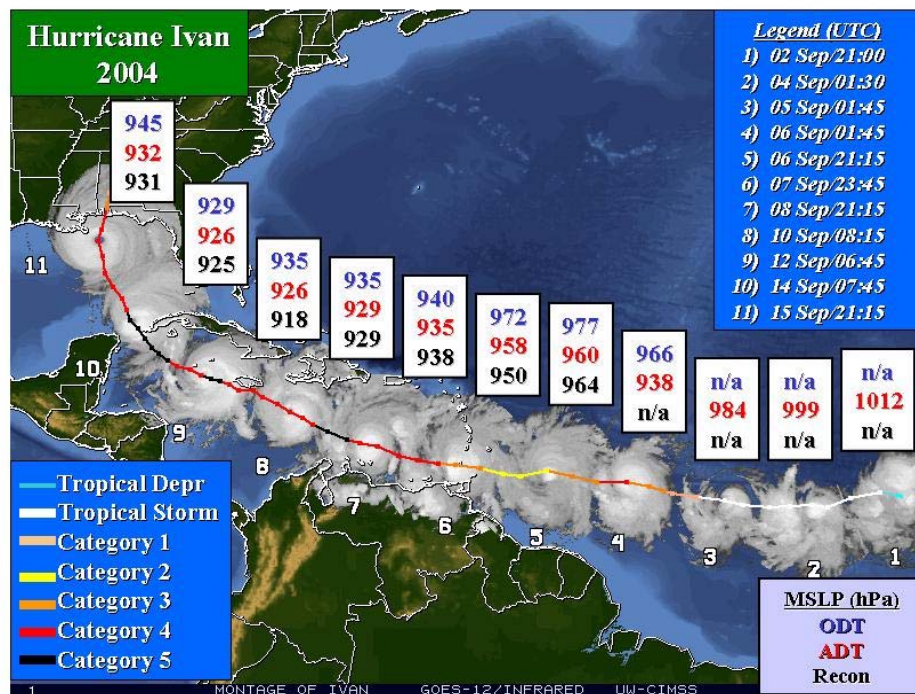 Hurricane Ivan
2004
Legend (UTC)
1) 02 Sep/21:00
2) 04 Sep/01:30
3) 05 Sep/01:45
4) 06 Sep/01:45
5) 06 Sep/21:15
6) 07 Sep/23:45
7) 08 Sep/21:15
8) 10 Sep/08:15
9) 12 Sep/06:45
10) 14 Sep/07:45
11) 15 Sep/21:15
945
932
931
929
926
925
935
926
918
935
929
929
940
935
938
972
958
950
977
960
964
966
938
n/a
n/a
984
n/a
n/a
999
n/a
n/a
1012
n/a
11
10
9
8
7
6
5
4
3
2
1
Tropical Depr
Tropical Storm
Category 1
Category 2
Category 3
Category 4
Category 5
MSLP (hPa)
ODT
ADT
Recon
1 MONTAGE OF IVAN GOES-12/INFRARED UW-CIMSS